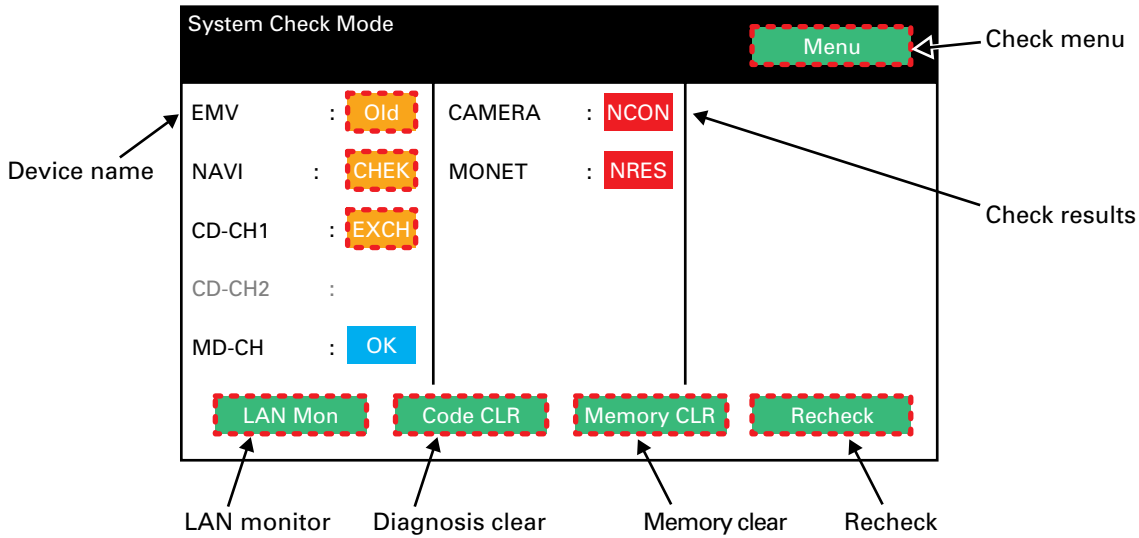 System Check Mode
Menu
Check menu
EMV : Old
CAMERA : NCON
Device name
NAVI : CHEK
MONET : NRES
Check results
CD-CH1 : EXCH
CD-CH2 :
MD-CH : OK
LAN Mon
Code CLR
Memory CLR
Recheck
LAN monitor
Diagnosis clear
Memory clear
Recheck